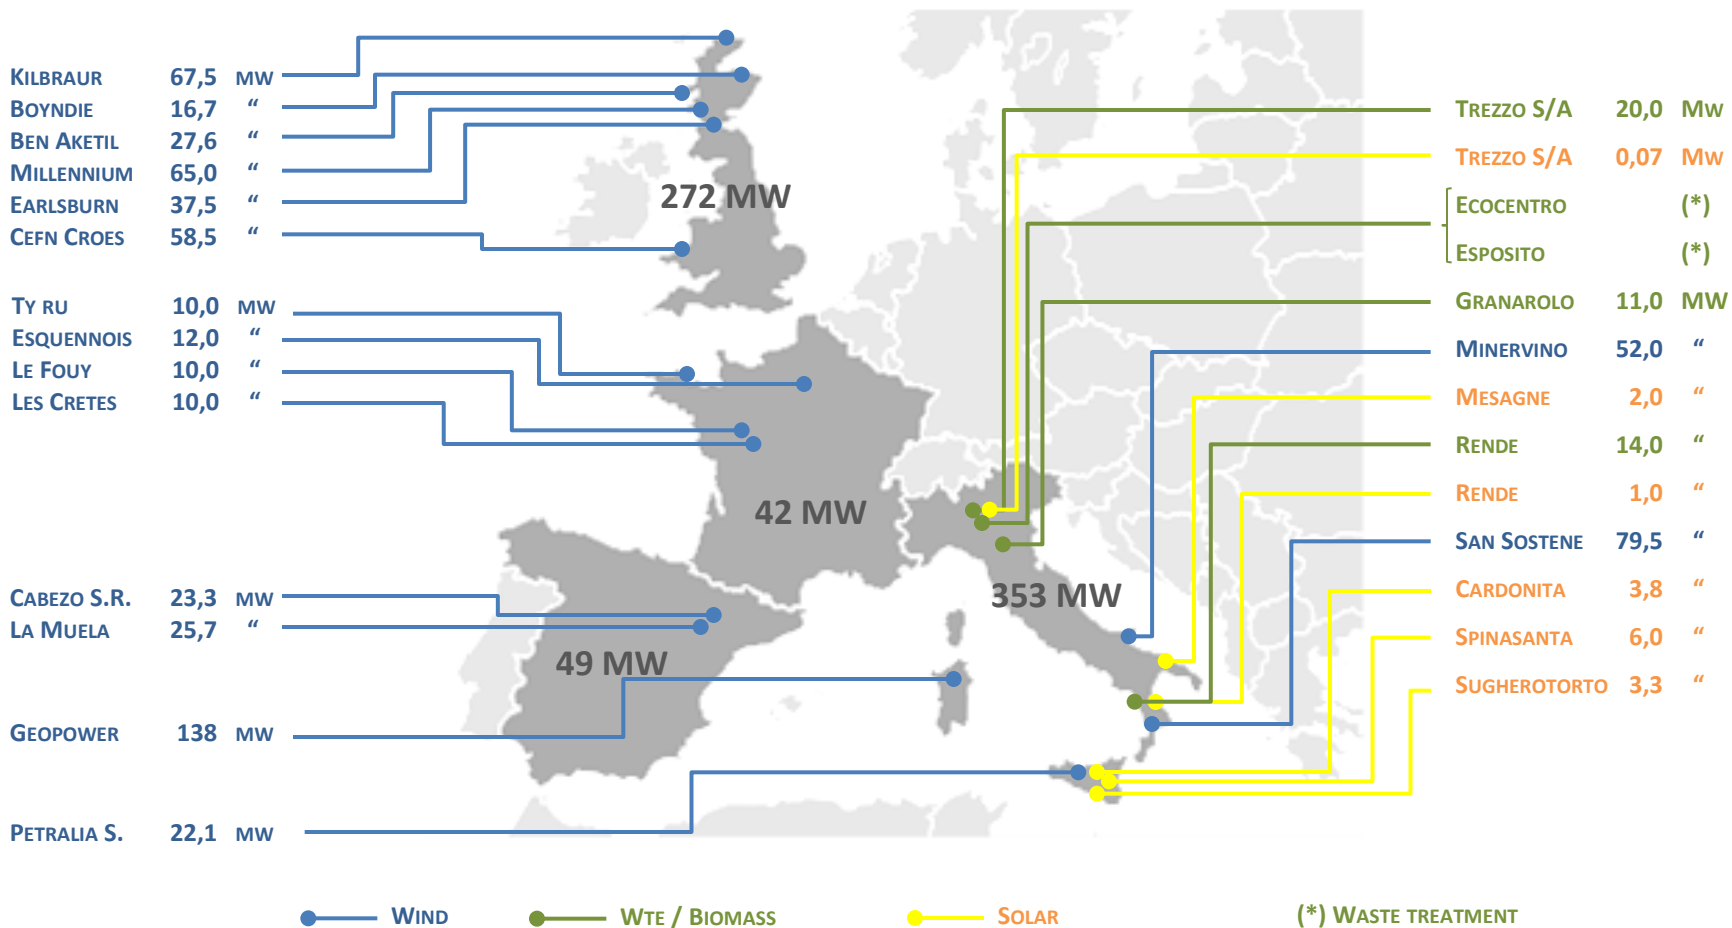 KILBRAUR 67,5 MW
BOYNDIE 16,7 “
BEN AKETIL 27,6 “
MILLENNIUM 65,0 “
EARLSBURN 37,5 “
CEFN CROES 58,5 “
272 MW
TY RU 10,0 MW
ESQUENNOIS 12,0 “
LE FOUY 10,0 “
LES CRETES 10,0 “
42 MW
CABEZO S.R. 23,3 MW
LA MUELA 25,7 “
49 MW
GEOPOWER 138 MW
PETRALIA S. 22,1 MW
353 MW
TREZZO S/A 20,0 MW
TREZZO S/A 0,07 MW
ECOCENTRO (*)
ESPOSITO (*)
GRANAROLO 11,0 MW
MINERVINO 52,0 “
MESAGNE 2,0 “
RENDE 14,0 “
RENDE 1,0 “
SAN SOSTENE 79,5 “
CARDONITA 3,8 “
SPINASANTA 6,0 “
SUGHEROTORTO 3,3 “
WIND
WTE / BIOMASS
SOLAR
(*) WASTE TREATMENT